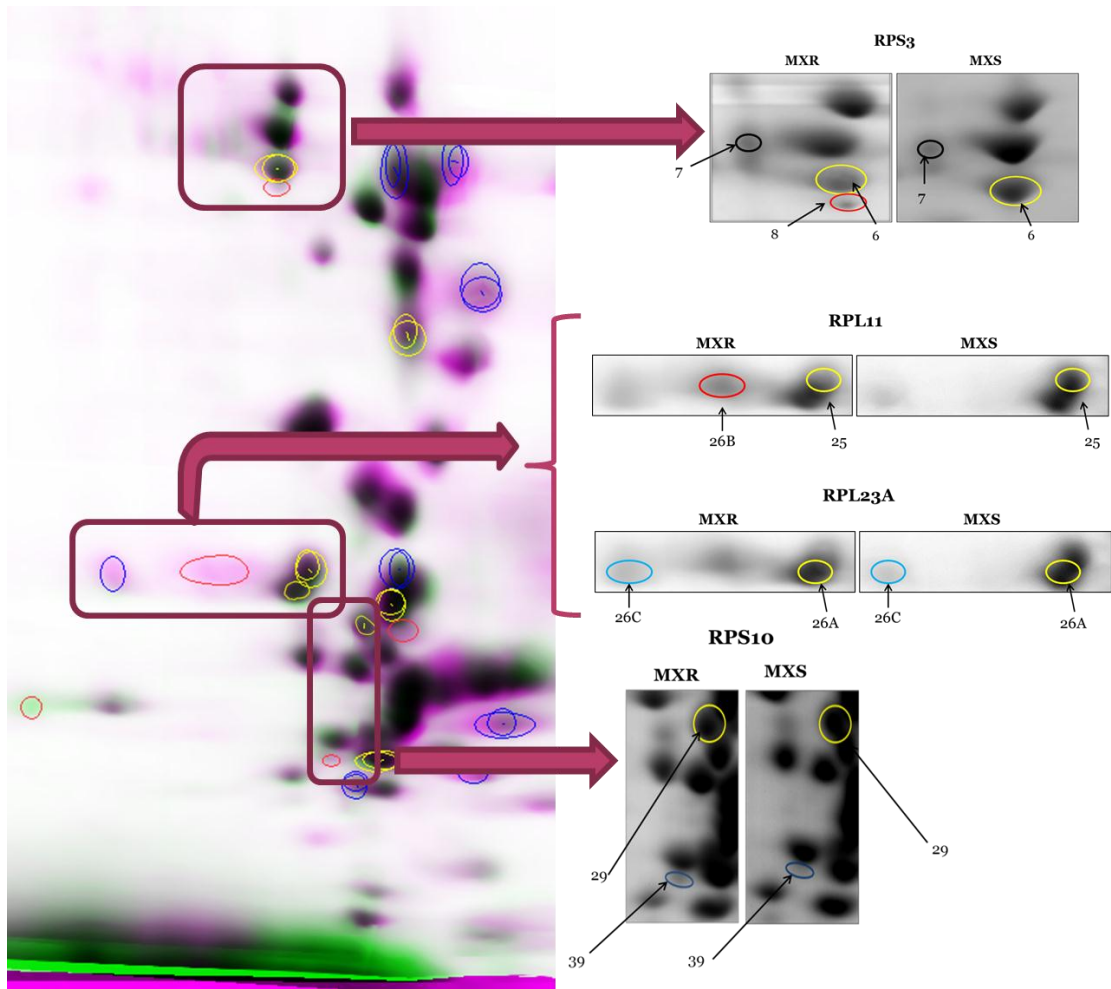 RPS3
MXR MXS
7
8
6
7
6
RPL11
MXR MXS
26B
25
25
RPL23A
MXR MXS
26C
26A
26C
26A
RPS10
MXR MXS
29
29
39
39